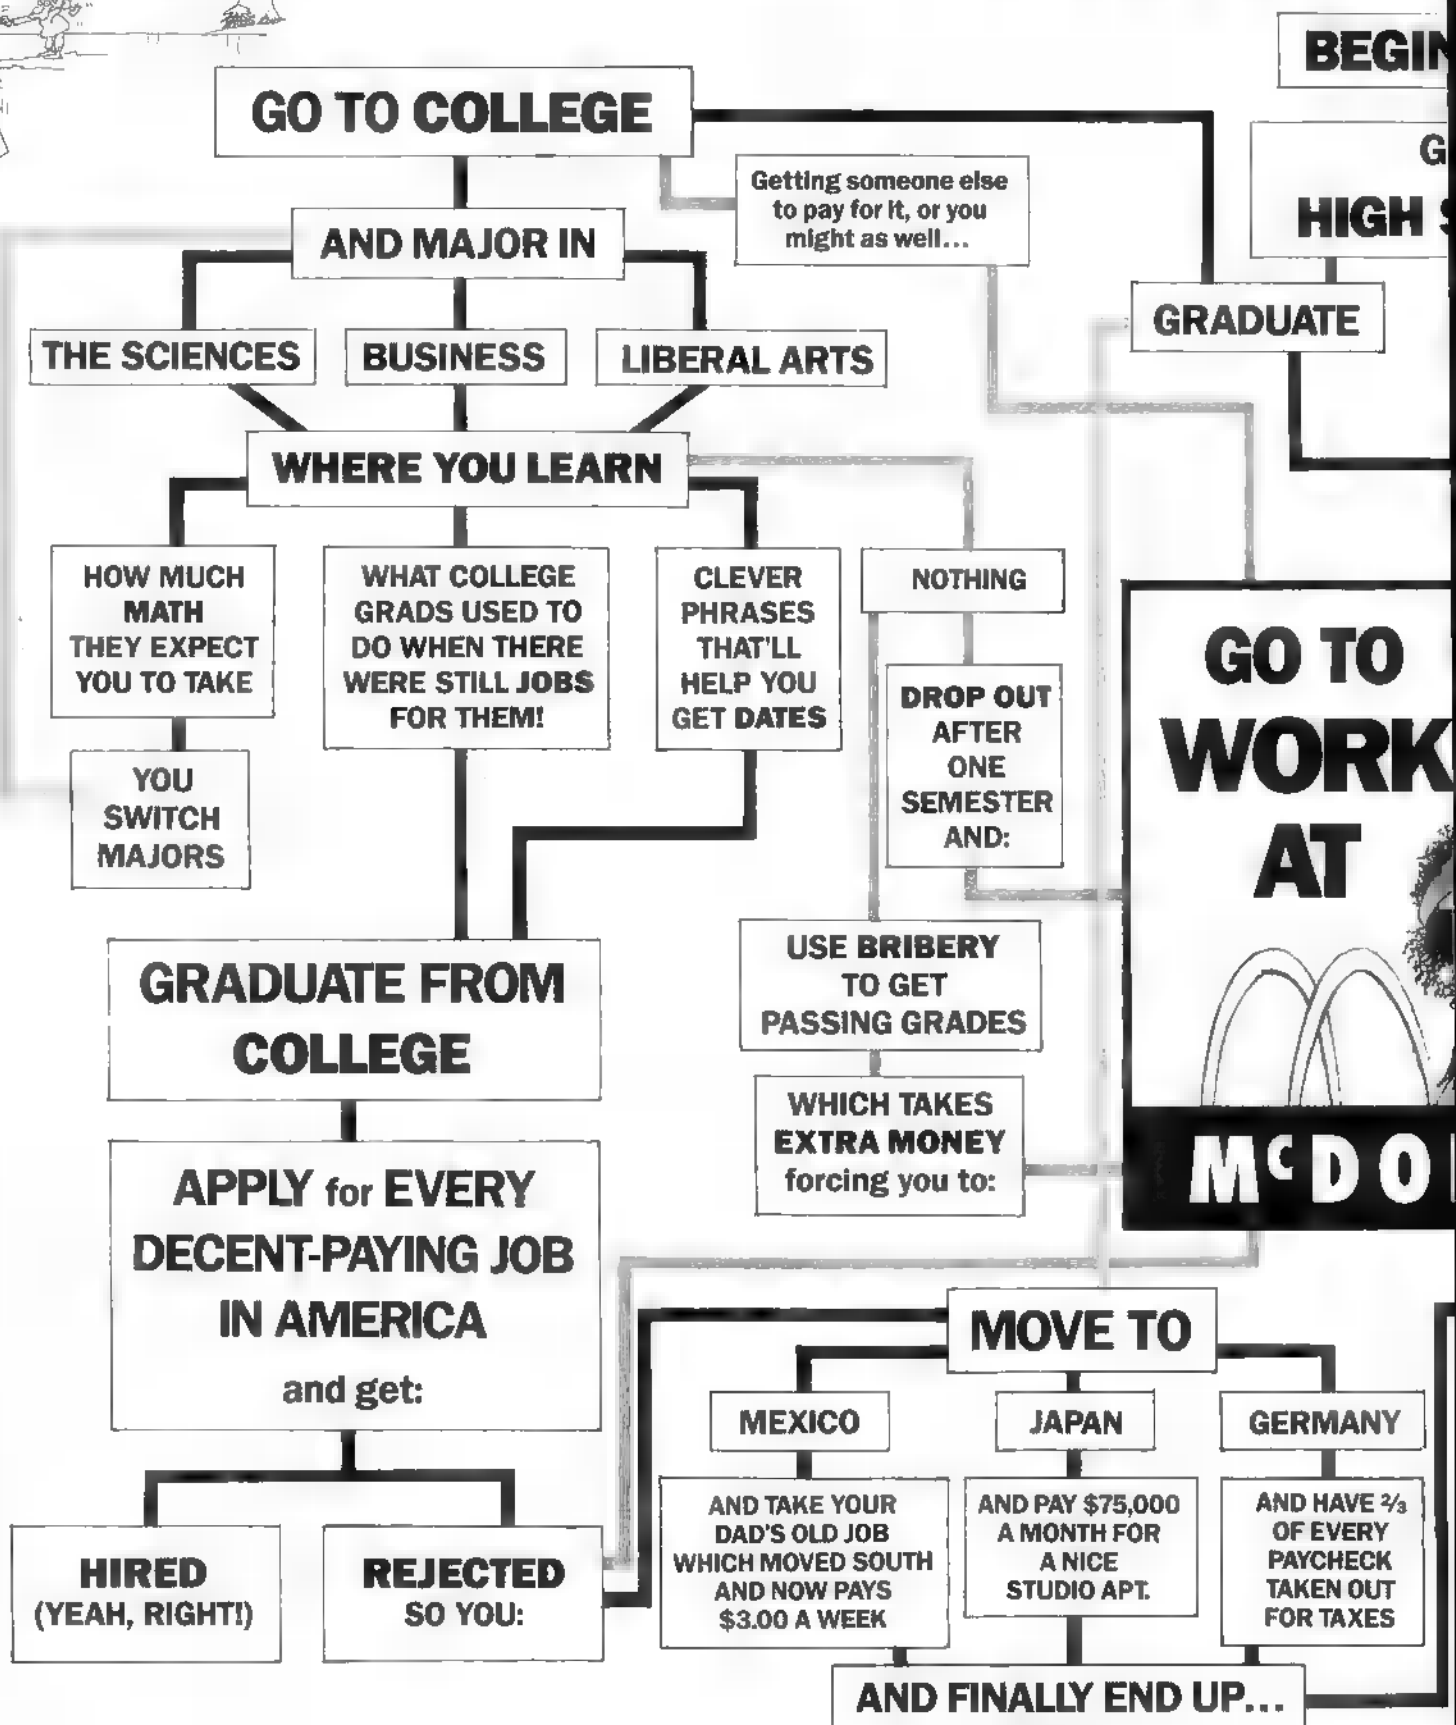 BEGIN
GO TO COLLEGE
Getting someone else
to pay for it, or you
might as well...
G
HIGH
AND MAJOR IN
GRADUATE
THE SCIENCES
BUSINESS
LIBERAL ARTS
WHERE YOU LEARN
HOW MUCH
MATH
THEY EXPECT
YOU TO TAKE
WHAT COLLEGE
GRADS USED TO
DO WHEN THERE
WERE STILL JOBS
FOR THEM!
CLEVER
PHRASES
THAT'LL
HELP YOU
GET DATES
NOTHING
DROP OUT
AFTER
ONE
SEMESTER
AND:
GO TO
WORK
AT
McDO
YOU
SWITCH
MAJORS
USE BRIBERY
TO GET
PASSING GRADES
WHICH TAKES
EXTRA MONEY
forcing you to:
GRADUATE FROM
COLLEGE
APPLY for EVERY
DECENT-PAYING JOB
IN AMERICA
and get:
HIRED
(YEAH, RIGHT!)
REJECTED
SO YOU:
MOVE TO
MEXICO
JAPAN
GERMANY
AND TAKE YOUR
DAD'S OLD JOB
WHICH MOVED SOUTH
AND NOW PAYS
$3.00 A WEEK
AND PAY $75,000
A MONTH FOR
A NICE
STUDIO APT.
AND HAVE ⅔
OF EVERY
PAYCHECK
TAKEN OUT
FOR TAXES
AND FINALLY END UP...